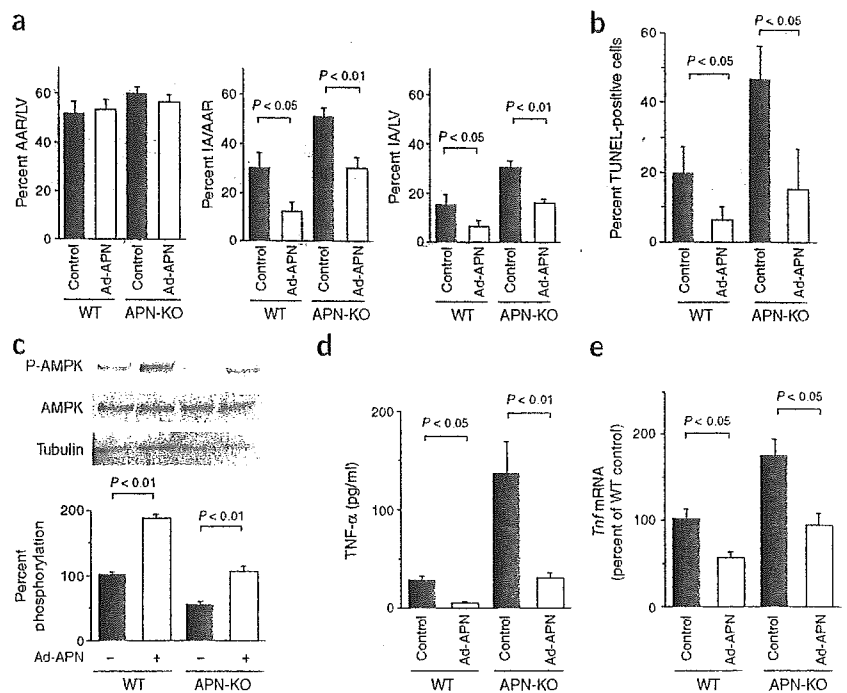 a
Percent AAR/LV
60
40
20
0
Control
Ad-APN
Control
Ad-APN
WT
APN-KO
Percent IA/AAR
60
40
20
0
P < 0.05
P < 0.01
Control
Ad-APN
Control
Ad-APN
WT
APN-KO
Percent IA/LV
60
40
20
0
P < 0.05
P < 0.01
Control
Ad-APN
Control
Ad-APN
WT
APN-KO
b
Percent TUNEL-positive cells
60
40
20
0
P < 0.05
P < 0.05
Control
Ad-APN
Control
Ad-APN
WT
APN-KO
c
P-AMPK
AMPK
Tubulin
Percent
phosphorylation
200
100
0
P < 0.01
P < 0.01
Ad-APN − + − +
WT
APN-KO
d
TNF-α (pg/ml)
200
100
0
P < 0.05
P < 0.01
Control
Ad-APN
Control
Ad-APN
WT
APN-KO
e
Tnf mRNA
(percent of WT control)
200
150
100
50
0
P < 0.05
P < 0.05
Control
Ad-APN
Control
Ad-APN
WT
APN-KO